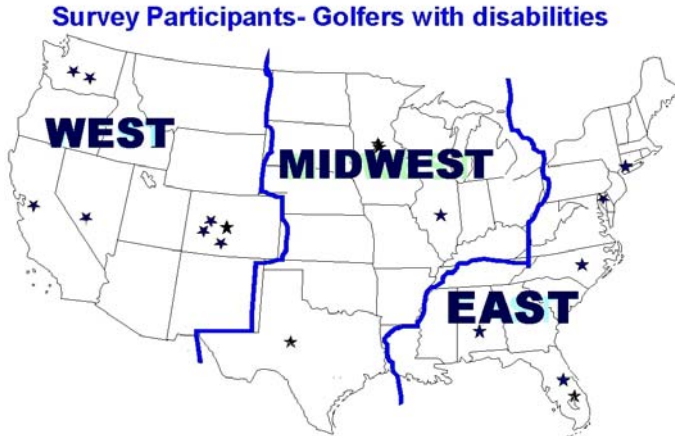 Survey Participants- Golfers with disabilities
WEST
MIDWEST
EAST